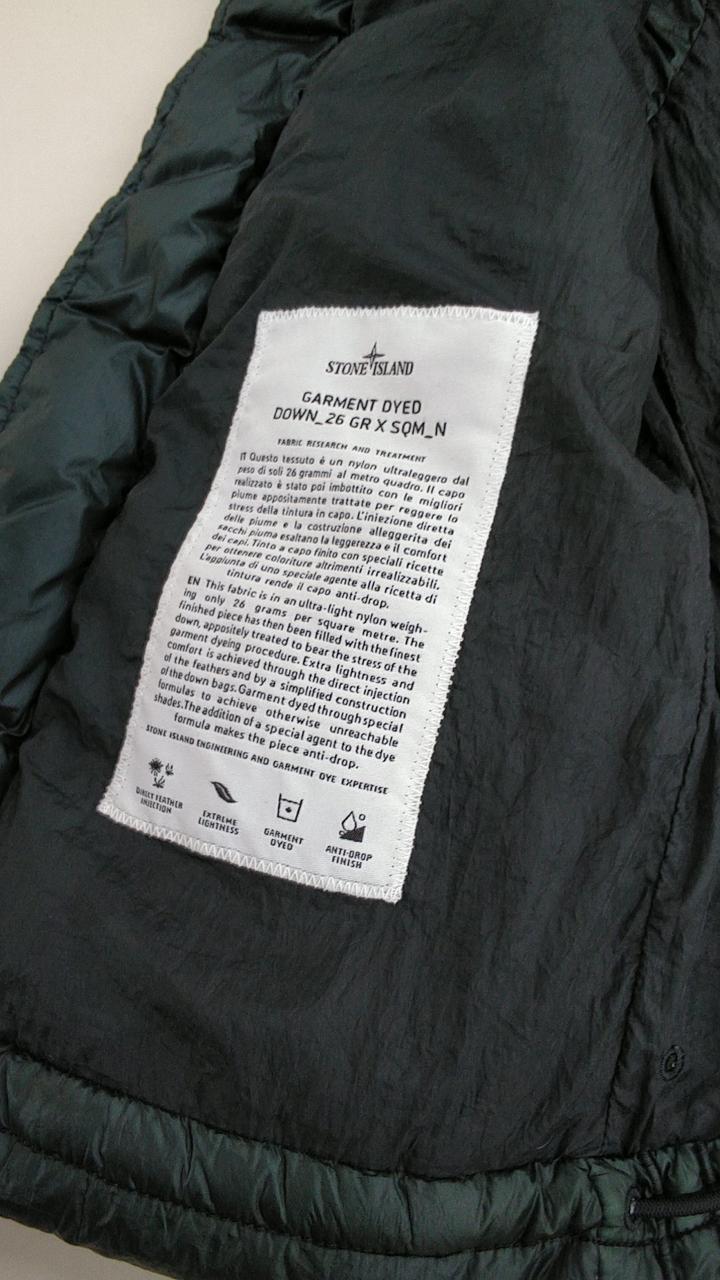 STONE ISLAND
GARMENT DYED
DOWN_26 GR X SQM_N
FABRIC RESEARCH AND TREATMENT
IT Questo tessuto è un nylon ultraleggero dal
peso di soli 26 grammi al metro quadro. Il capo
realizzato è stato poi imbottito con le migliori
piume appositamente trattate per reggere lo
stress della tintura in capo. L'iniezione diretta
delle piume e la costruzione alleggerita dei
sacchi piuma esaltano la leggerezza e il comfort
dei capi. Tinto a capo finito con speciali ricette
per ottenere coloriture altrimenti irrealizzabili.
L'aggiunta di uno speciale agente alla ricetta di
tintura rende il capo anti-drop.
EN This fabric is in an ultra-light nylon weigh-
ing only 26 grams per square metre. The
finished piece has then been filled with the finest
down, appositely treated to bear the stress of the
garment dyeing procedure. Extra lightness and
comfort is achieved through the direct injection
of the feathers and by a simplified construction
of the down bags. Garment dyed through special
formulas to achieve otherwise unreachable
shades. The addition of a special agent to the dye
formula makes the piece anti-drop.
STONE ISLAND ENGINEERING AND GARMENT DYE EXPERTISE
DIRECT FEATHER
INJECTION
EXTREME
LIGHTNESS
GARMENT
DYED
ANTI-DROP
FINISH